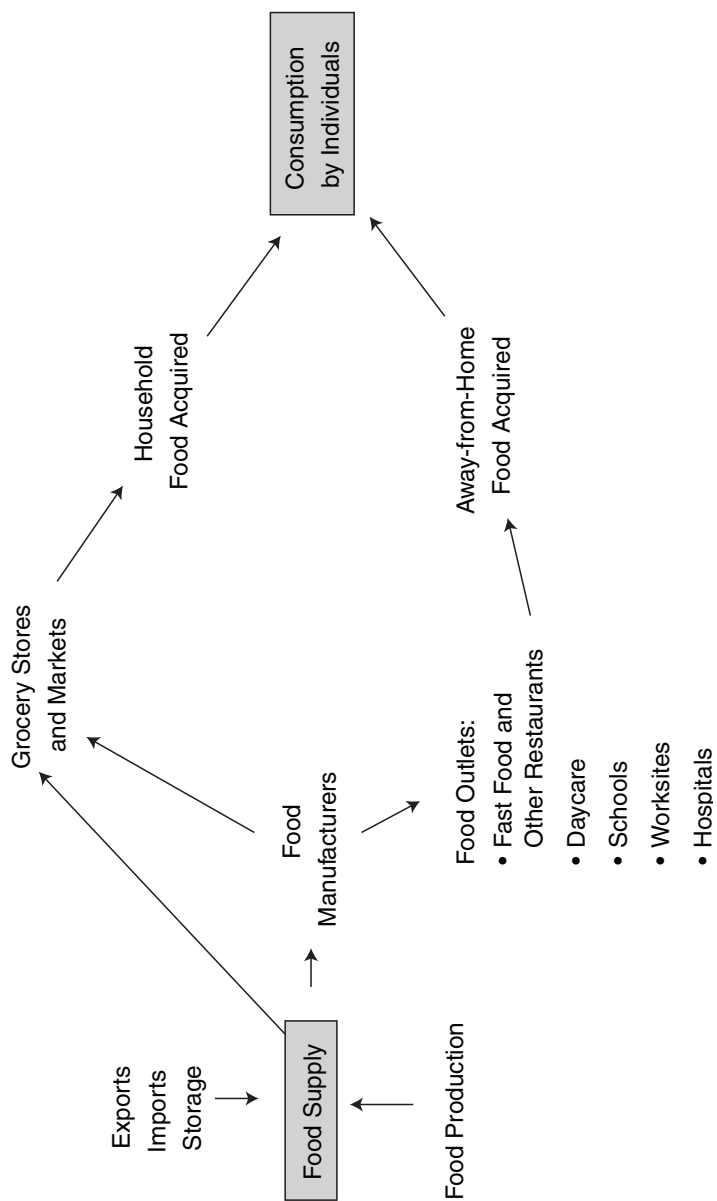 Exports
Imports
Storage
Food Supply
Food Production
Food
Manufacturers
Grocery Stores
and Markets
Food Outlets:
• Fast Food and
Other Restaurants
• Daycare
• Schools
• Worksites
• Hospitals
Household
Food Acquired
Away-from-Home
Food Acquired
Consumption
by Individuals